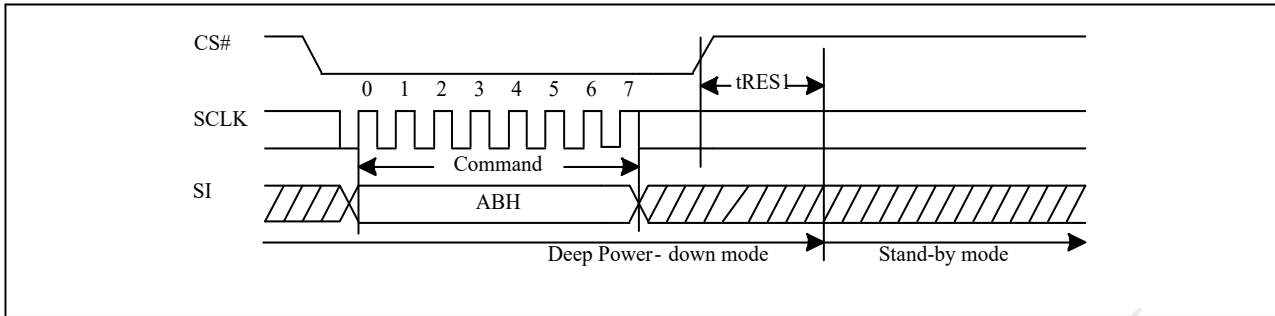 CS#
tRES1
0 1 2 3 4 5 6 7
SCLK
Command
SI
ABH
Deep Power- down mode
Stand-by mode